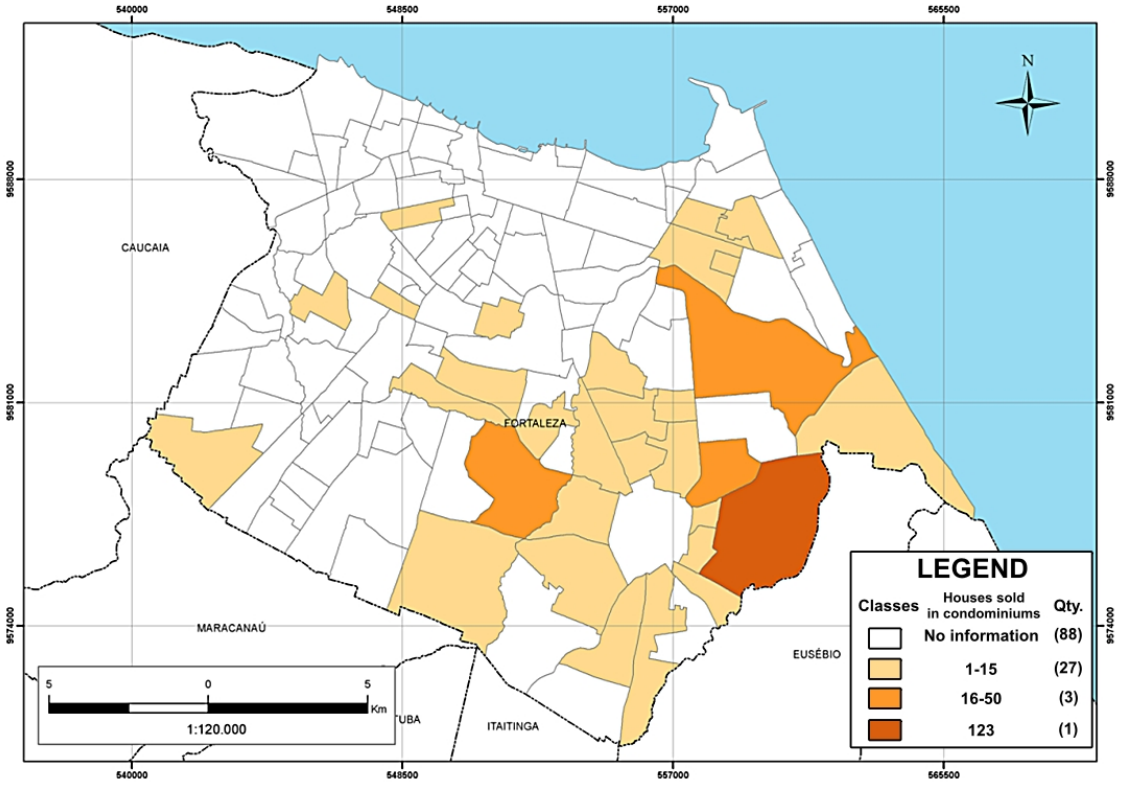 540000
548500
557000
565500
N
9688000
9688000
CAUCAIA
9581000
9581000
FORTALEZA
LEGEND
Classes
Houses sold
in condominiums
Qty.
No information
(88)
1-15
(27)
16-50
(3)
123
(1)
9574000
9574000
MARACANAÚ
EUSÉBIO
5
0
5
Km
1:120.000
TUBA
ITAITINGA
540000
548500
557000
565500